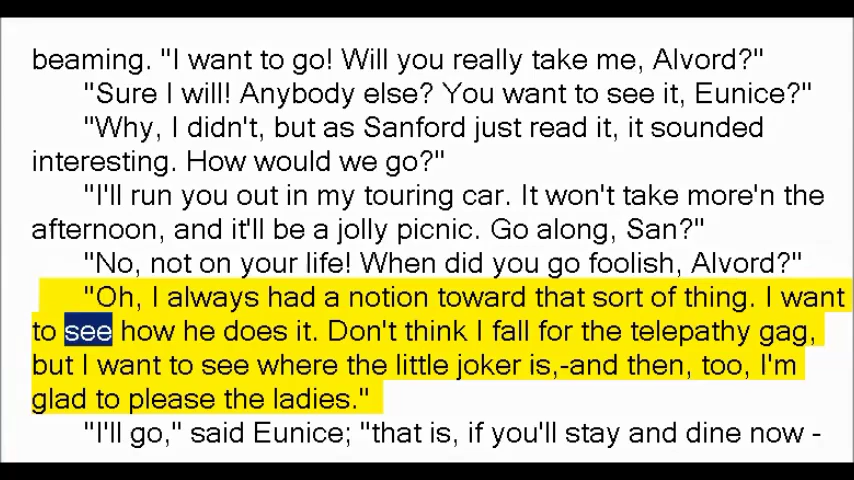 beaming. "I want to go! Will you really take me, Alvord?"
"Sure I will! Anybody else? You want to see it, Eunice?"
"Why, I didn't, but as Sanford just read it, it sounded
interesting. How would we go?"
"I'll run you out in my touring car. It won't take more'n the
afternoon, and it'll be a jolly picnic. Go along, San?"
"No, not on your life! When did you go foolish, Alvord?"
"Oh, I always had a notion toward that sort of thing. I want
to see how he does it. Don't think I fall for the telepathy gag,
but I want to see where the little joker is,-and then, too, I'm
glad to please the ladies."
"I'll go," said Eunice; "that is, if you'll stay and dine now -